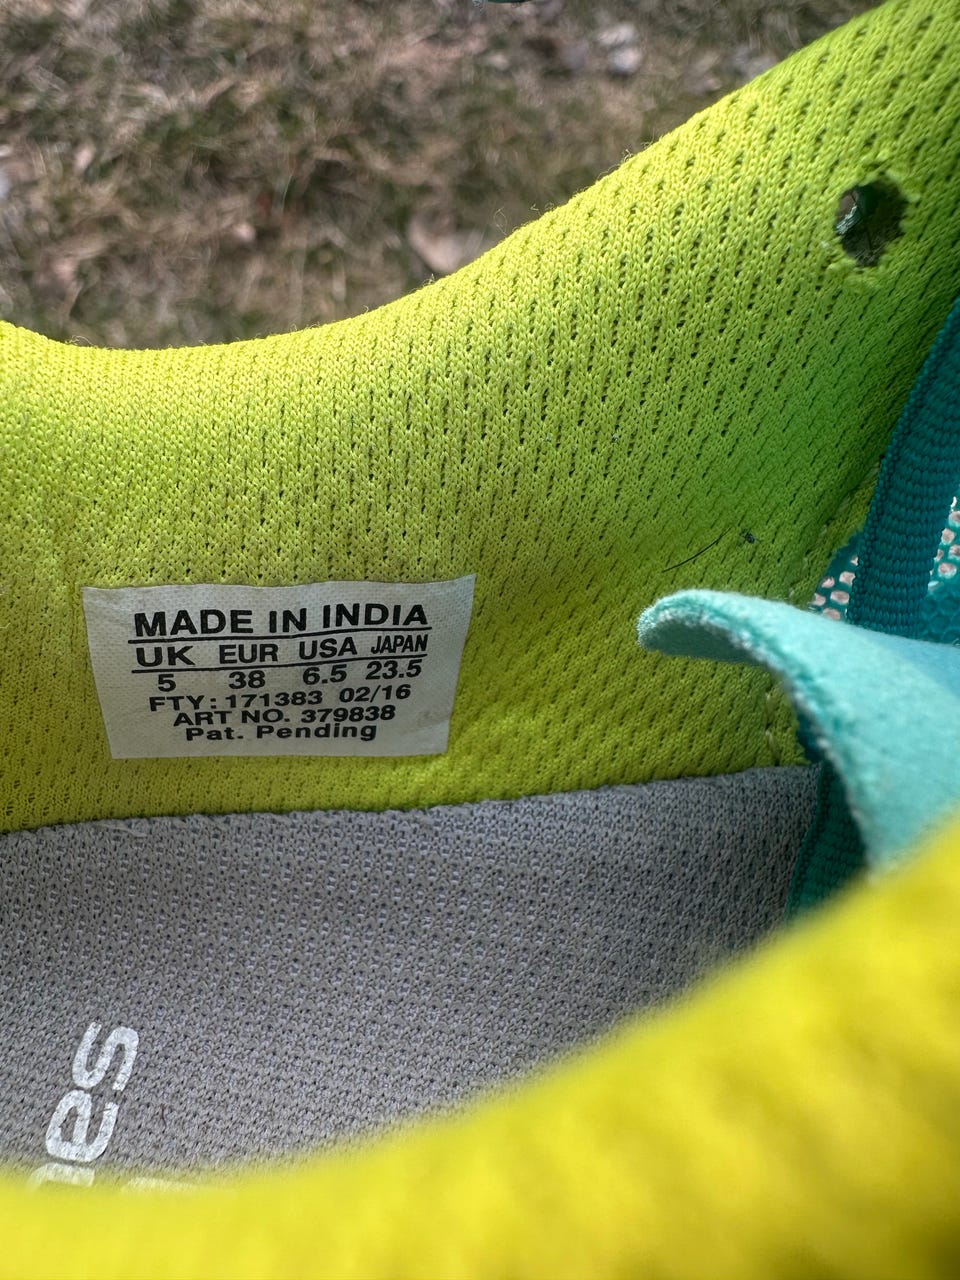 MADE IN INDIA
UK EUR USA JAPAN
5 38 6.5 23.5
FTY: 171383 02/16
ART NO. 379838
Pat. Pending